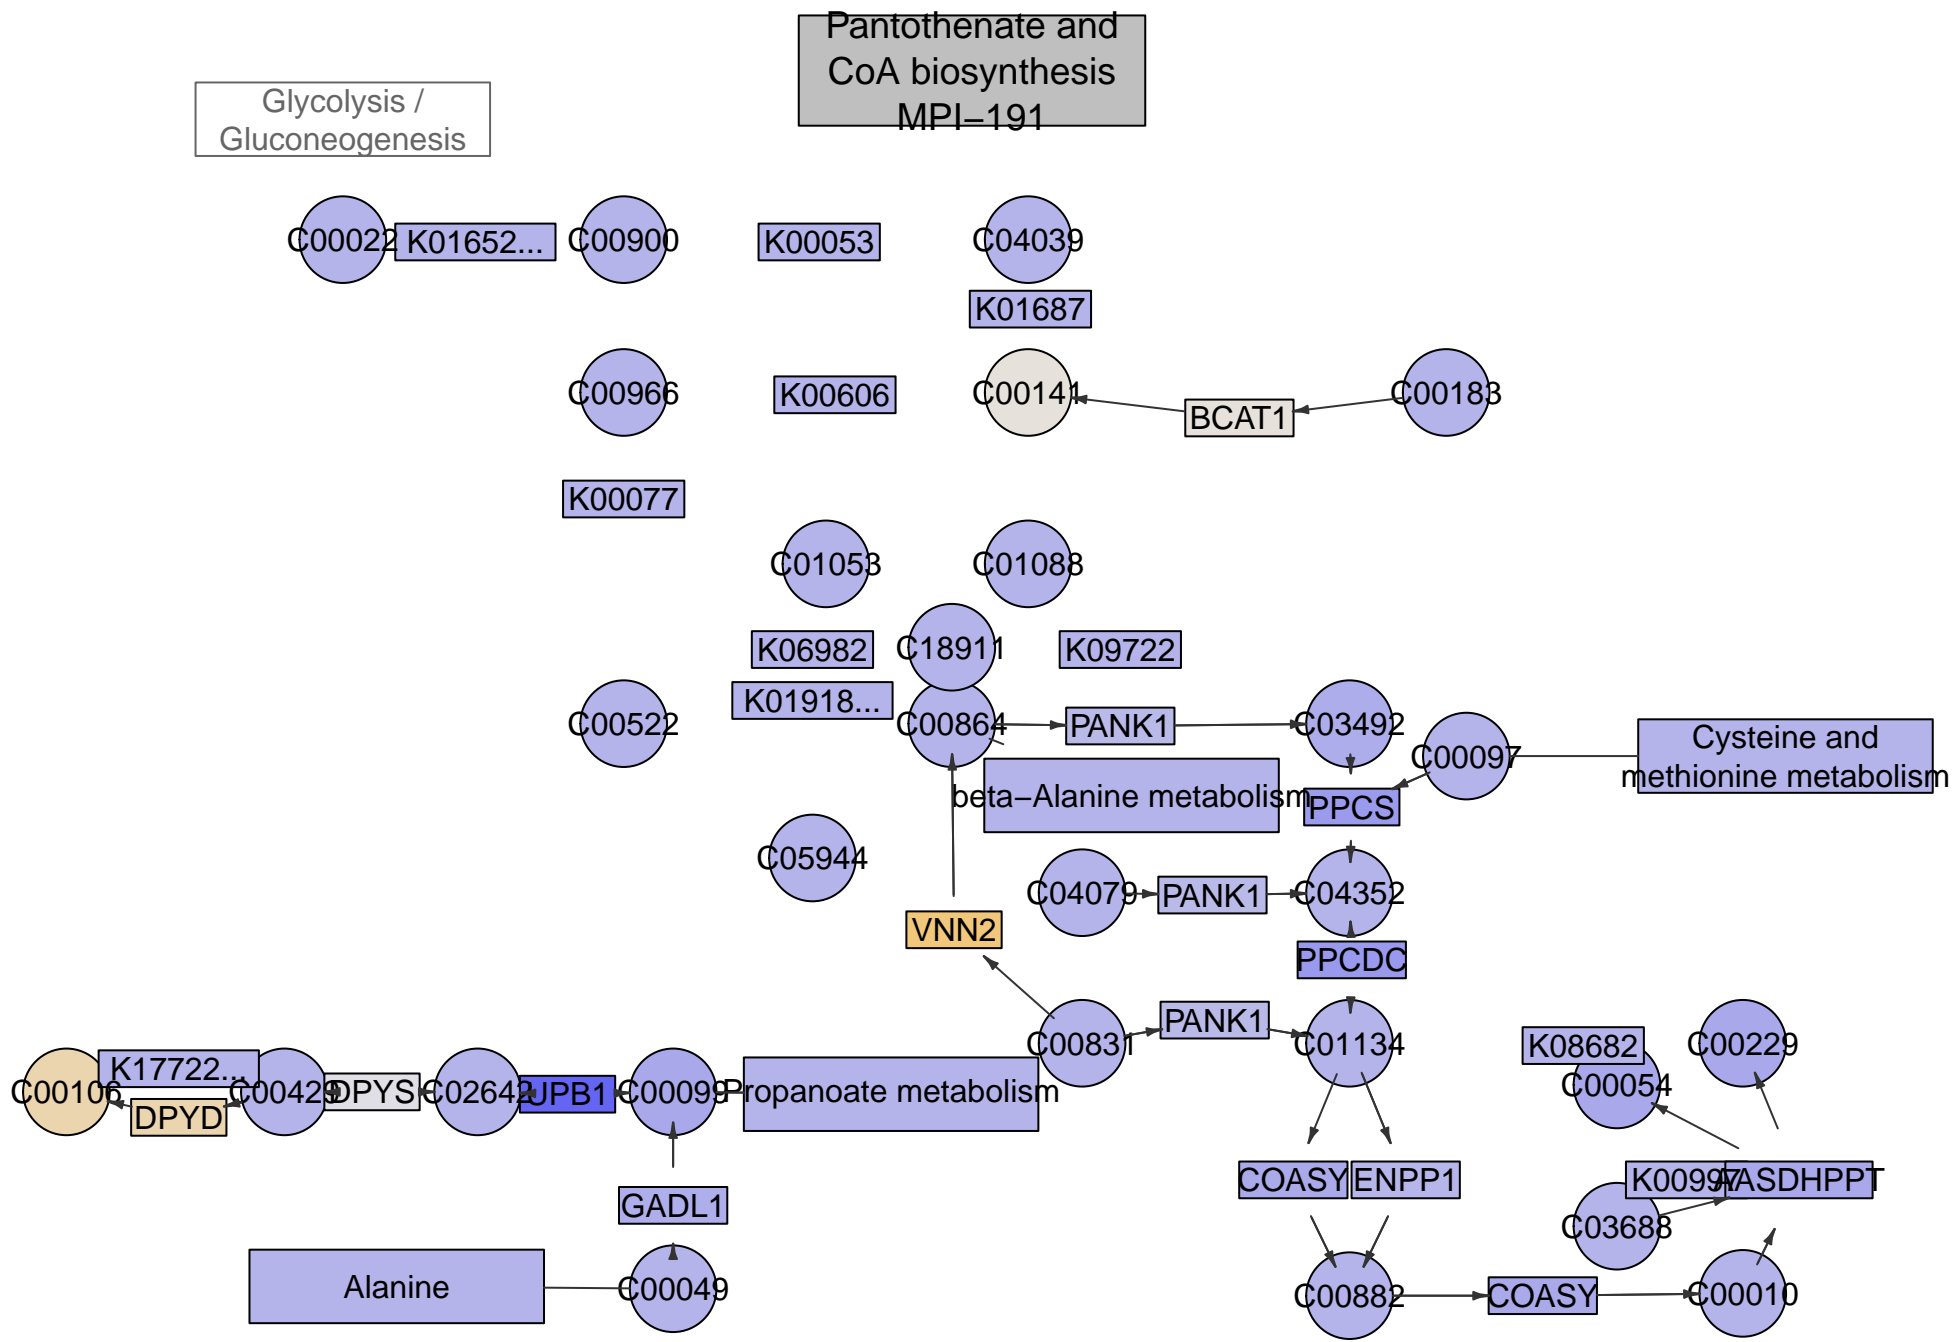 Pantothenate and
CoA biosynthesis
MPI−191
Glycolysis /
Gluconeogenesis
C00022
K01652...
C00900
K00053
C04039
K01687
C00966
K00606
C00141
BCAT1
C00183
K00077
C01053
C01088
K06982
C18911
K09722
K01918...
C00522
C00864
PANK1
C03492
C00097
Cysteine and
methionine metabolism
beta−Alanine metabolism
PPCS
C05944
C04079
PANK1
C04352
VNN2
PPCDC
C00831
PANK1
C01134
K08682
C00229
C00054
K17722...
C00106
DPYD
C00429
DPYS
C02642
UPB1
C00099
Propanoate metabolism
COASY
ENPP1
K00997
AASDHPPT
GADL1
C03688
Alanine
C00049
C00882
COASY
C00010